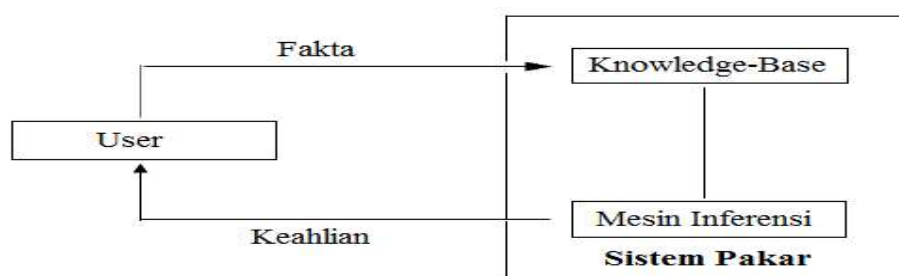 Fakta
Knowledge-Base
User
Mesin Inferensi
Keahlian
Sistem Pakar